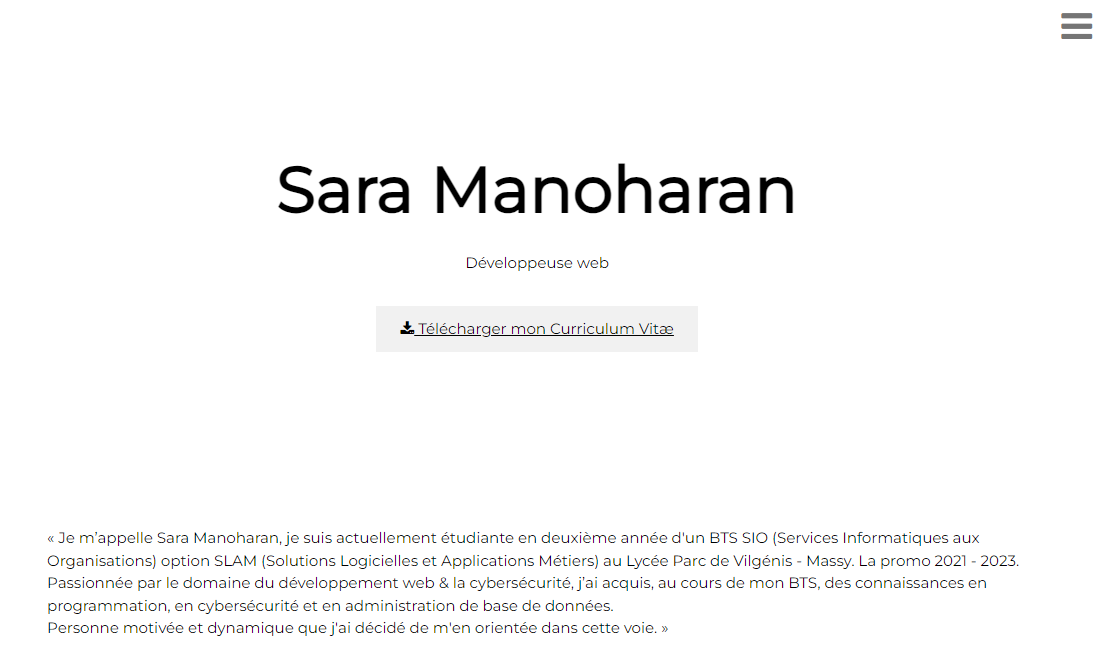 Sara Manoharan
Développeuse web
Télécharger mon Curriculum Vitæ
« Je m’appelle Sara Manoharan, je suis actuellement étudiante en deuxième année d'un BTS SIO (Services Informatiques aux
Organisations) option SLAM (Solutions Logicielles et Applications Métiers) au Lycée Parc de Vilgénis - Massy. La promo 2021 - 2023.
Passionnée par le domaine du développement web & la cybersécurité, j’ai acquis, au cours de mon BTS, des connaissances en
programmation, en cybersécurité et en administration de base de données.
Personne motivée et dynamique que j'ai décidé de m'en orientée dans cette voie. »